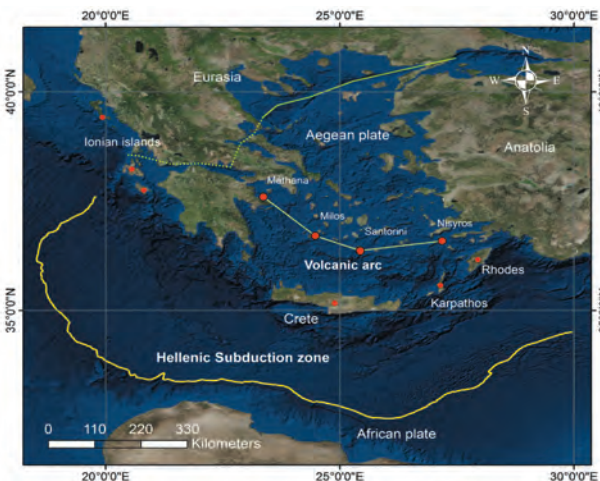 20°0'0"E
25°0'0"E
30°0'0"E
N
W
E
S
Eurasia
40°0'0"N
Aegean plate
Anatolia
Ionian islands
Methana
Milos
Santorini
Nisyros
Volcanic arc
Rhodes
Karpathos
35°0'0"N
Crete
Hellenic Subduction zone
0 110 220 330
Kilometers
African plate
20°0'0"E
25°0'0"E
30°0'0"E